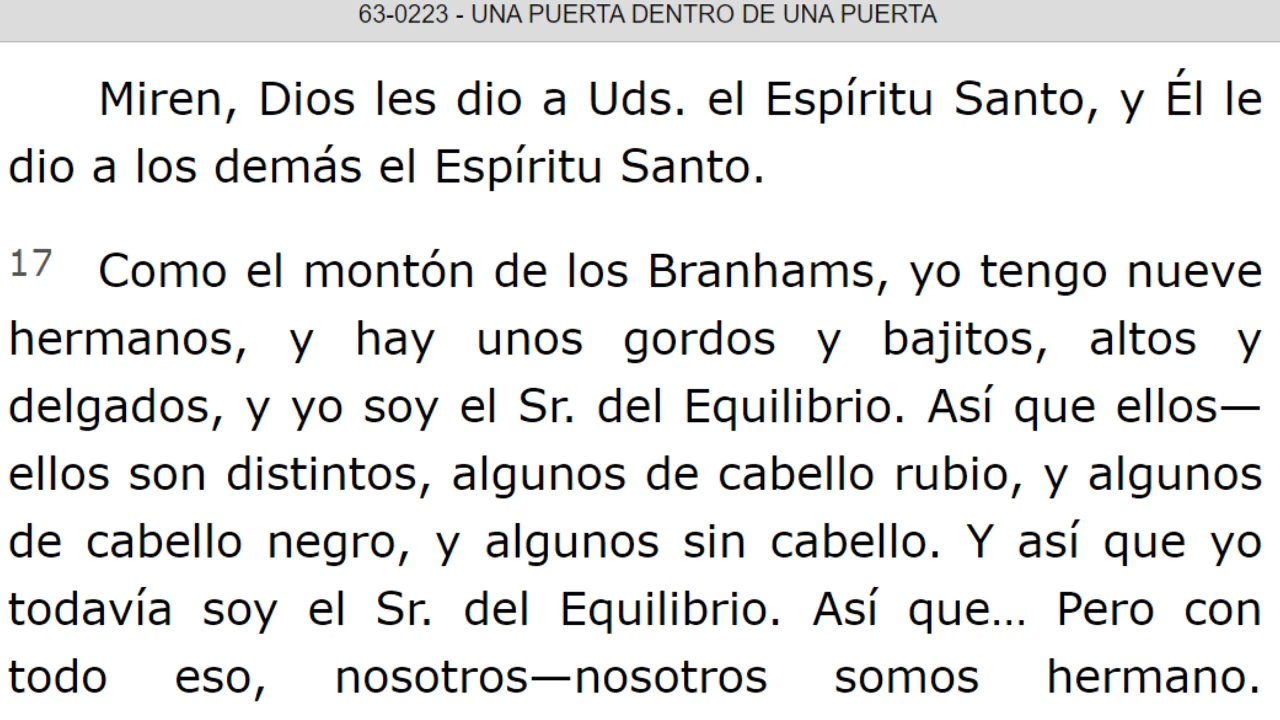 63-0223 - UNA PUERTA DENTRO DE UNA PUERTA
Miren, Dios les dio a Uds. el Espíritu Santo, y Él le
dio a los demás el Espíritu Santo.
17 Como el montón de los Branhams, yo tengo nueve
hermanos, y hay unos gordos y bajitos, altos y
delgados, y yo soy el Sr. del Equilibrio. Así que ellos—
ellos son distintos, algunos de cabello rubio, y algunos
de cabello negro, y algunos sin cabello. Y así que yo
todavía soy el Sr. del Equilibrio. Así que… Pero con
todo eso, nosotros—nosotros somos hermano.